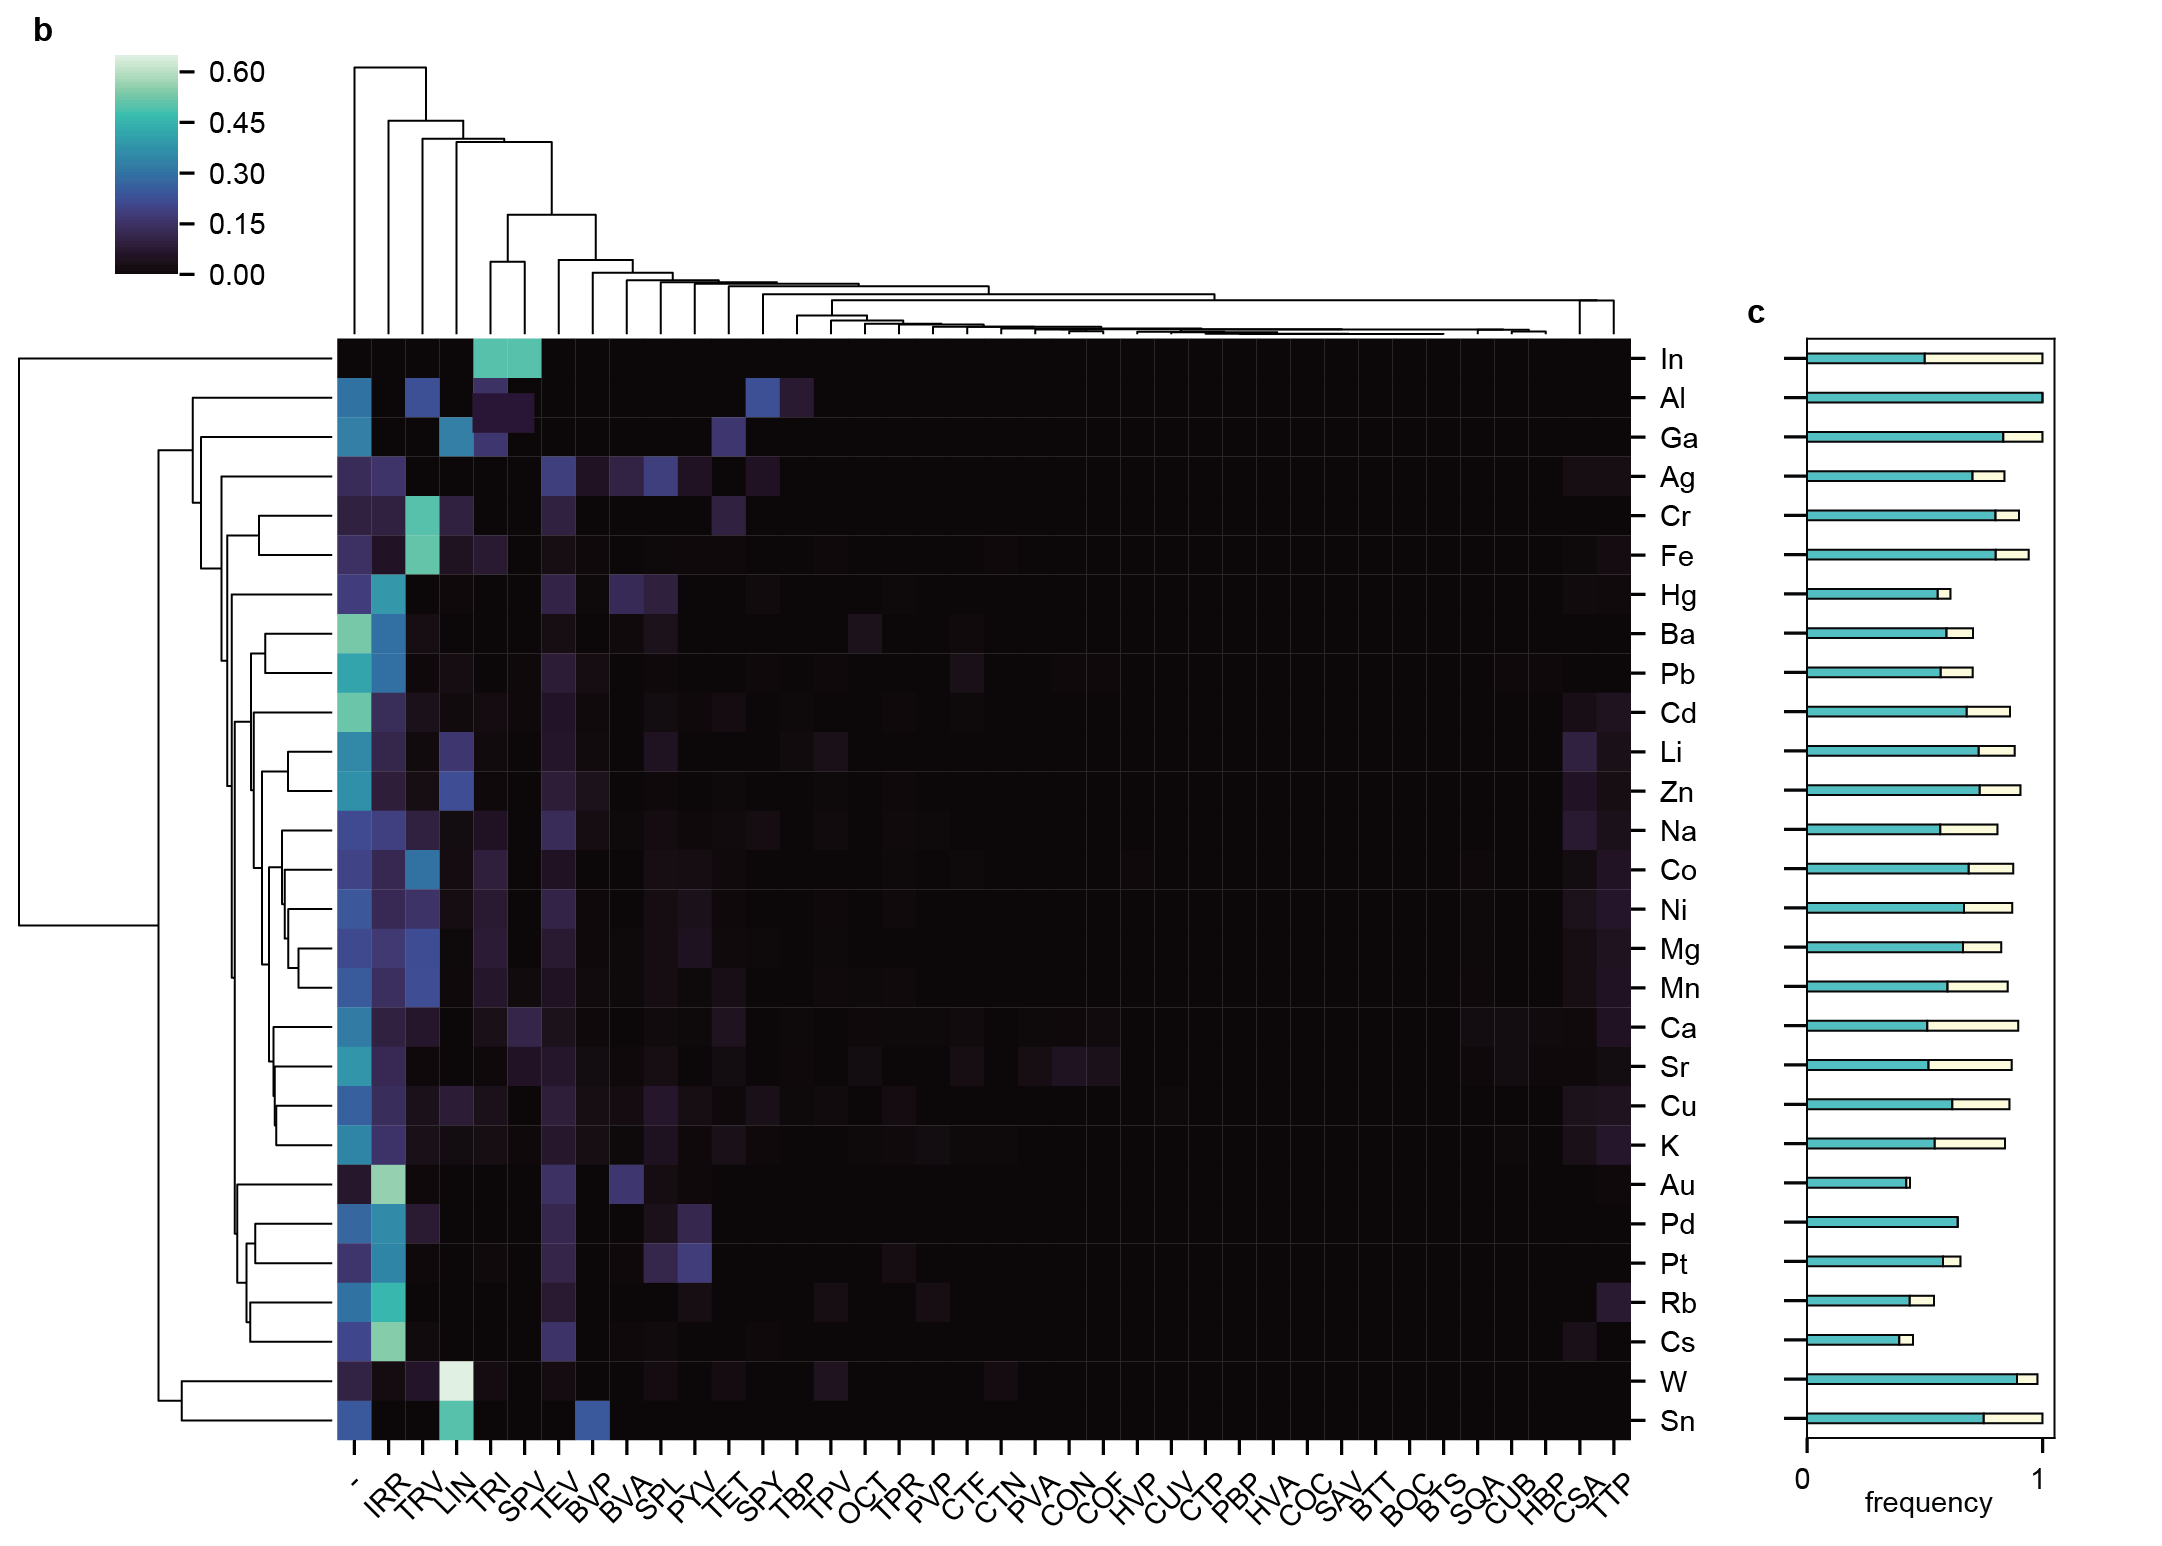 b
0.60
0.45
0.30
0.15
0.00
c
In
Al
Ga
Ag
Cr
Fe
Hg
Ba
Pb
Cd
Li
Zn
Na
Co
Ni
Mg
Mn
Ca
Sr
Cu
K
Au
Pd
Pt
Rb
Cs
W
Sn
- IRR TRV LIN TRI SPV TEV BVP BVA SPL PYV TET SPY TBP TPV OCT TPR PVP CTF CTN PVA CON COF HVP CUV CTP PBP HVA COC SAV BTT BOC BTS SQA CUB HBP CSA TTP
0 1
frequency